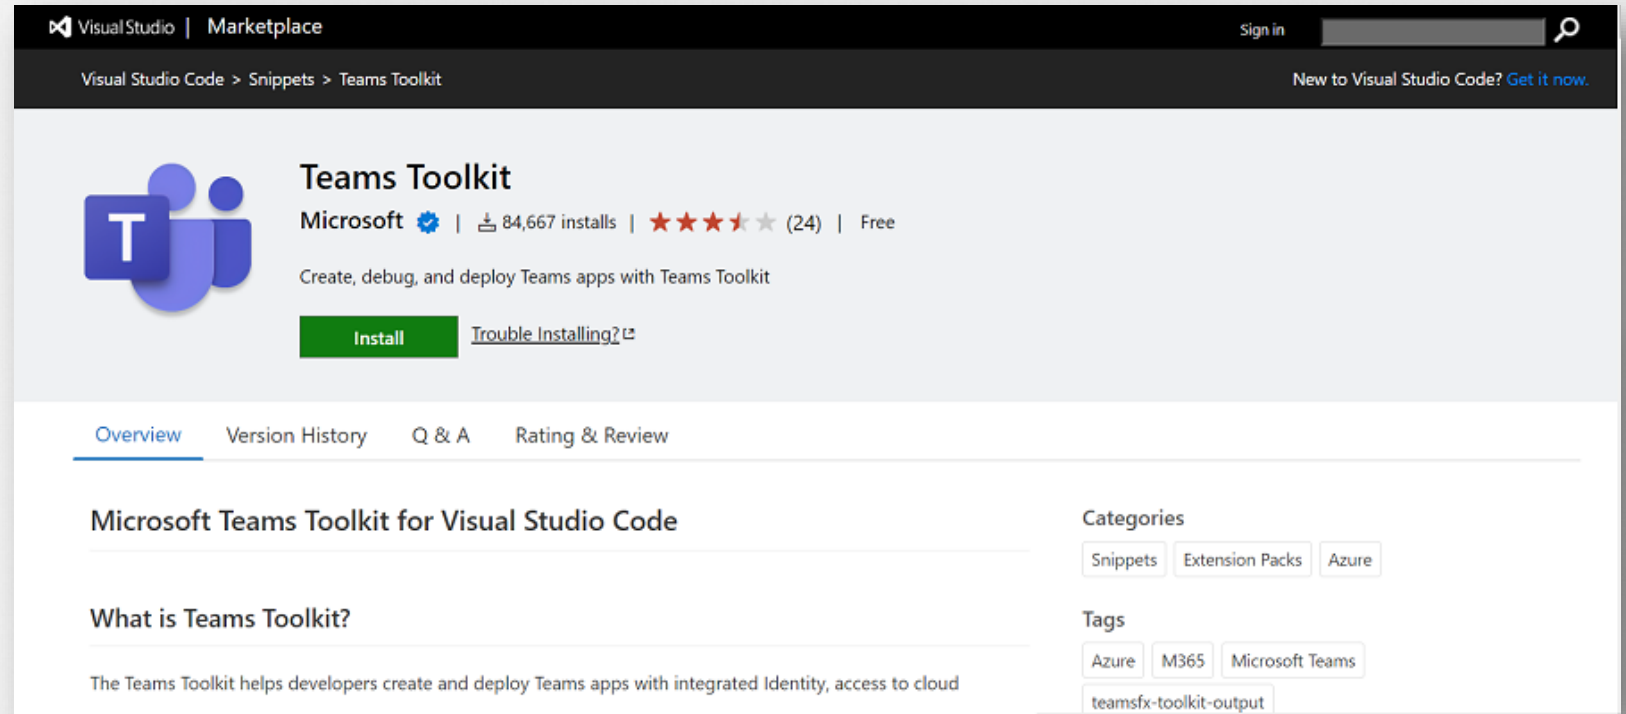 Visual Studio | Marketplace
Sign in
Visual Studio Code > Snippets > Teams Toolkit
New to Visual Studio Code? Get it now.
T
Teams Toolkit
Microsoft | 84,667 installs | (24) | Free
Create, debug, and deploy Teams apps with Teams Toolkit
Install
Trouble Installing?
Overview Version History Q & A Rating & Review
Microsoft Teams Toolkit for Visual Studio Code
What is Teams Toolkit?
The Teams Toolkit helps developers create and deploy Teams apps with integrated Identity, access to cloud
Categories
Snippets Extension Packs Azure
Tags
Azure M365 Microsoft Teams
teamsfx-toolkit-output